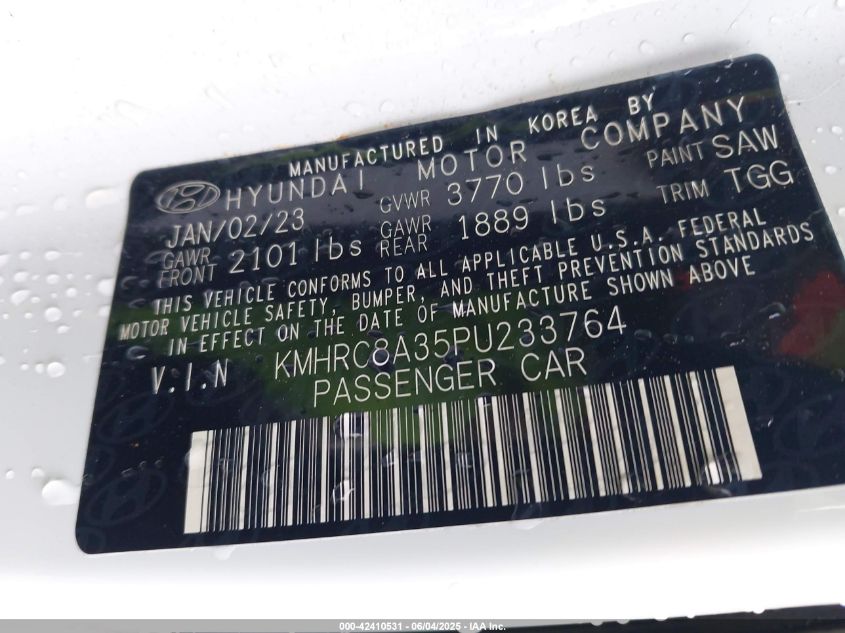 MANUFACTURED IN KOREA BY
HYUNDAI MOTOR COMPANY
JAN/02/23 GVWR 3770 lbs PAINT SAW
GAWR FRONT 2101 lbs GAWR REAR 1889 lbs TRIM TGG
THIS VEHICLE CONFORMS TO ALL APPLICABLE U.S.A. FEDERAL
MOTOR VEHICLE SAFETY, BUMPER, AND THEFT PREVENTION STANDARDS
IN EFFECT ON THE DATE OF MANUFACTURE SHOWN ABOVE
V.I.N KMHRC8A35PU233764
PASSENGER CAR
000-42410531 - 06/04/2025 - IAA Inc.